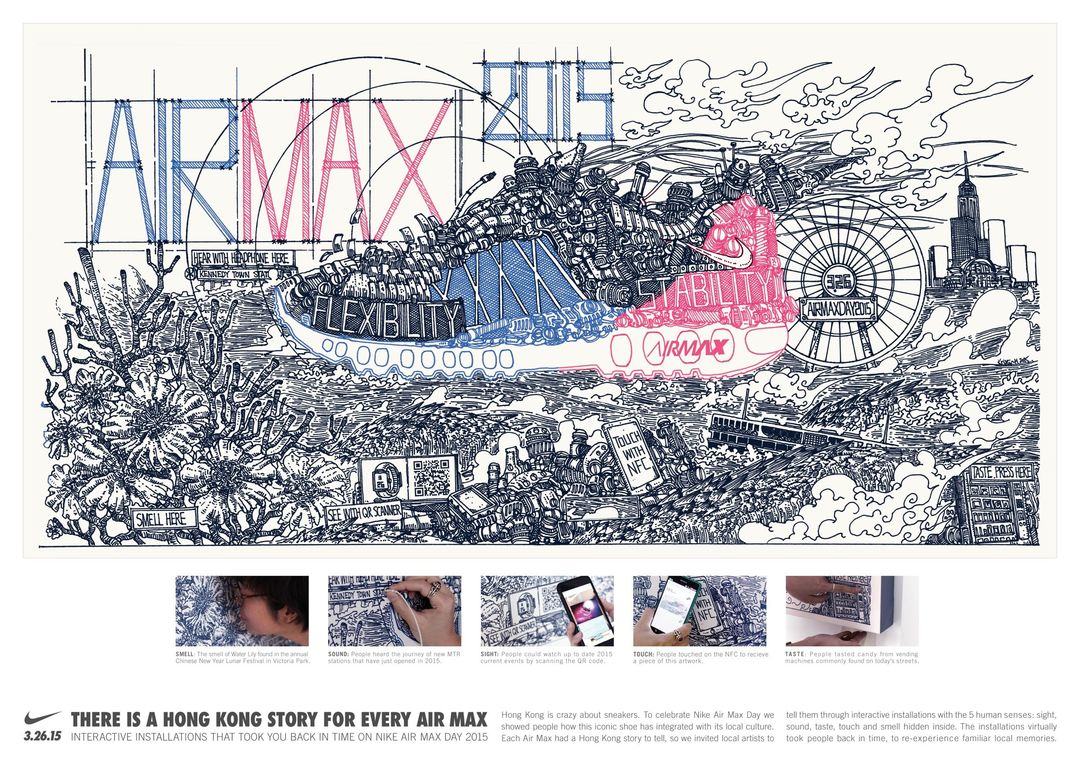 2015
AIRMAX
HEAR WITH HEADPHONE HERE
KENNEDY TOWN STATI
FLEXIBILITY
STABILITY
AIRMAX
326
AIRMAXDAY2015
TOUCH
WITH
NFC
TASTE PRESS HERE
SMELL HERE
SEE WITH QR SCANNER
KENNEDY TOWN
WITH
NFC
SMELL: The smell of Water Lily found in the annual
Chinese New Year Lunar Festival in Victoria Park.
SOUND: People heard the journey of new MTR
stations that have just opened in 2015.
SIGHT: People could watch up to date 2015
current events by scanning the QR code.
TOUCH: People touched on the NFC to recieve
a piece of this artwork.
TASTE: People tasted candy from vending
machines commonly found on today's streets.
3.26.15
THERE IS A HONG KONG STORY FOR EVERY AIR MAX
INTERACTIVE INSTALLATIONS THAT TOOK YOU BACK IN TIME ON NIKE AIR MAX DAY 2015
Hong Kong is crazy about sneakers. To celebrate Nike Air Max Day we
showed people how this iconic shoe has integrated with its local culture.
Each Air Max had a Hong Kong story to tell, so we invited local artists to
tell them through interactive installations with the 5 human senses: sight,
sound, taste, touch and smell hidden inside. The installations virtually
took people back in time, to re-experience familiar local memories.